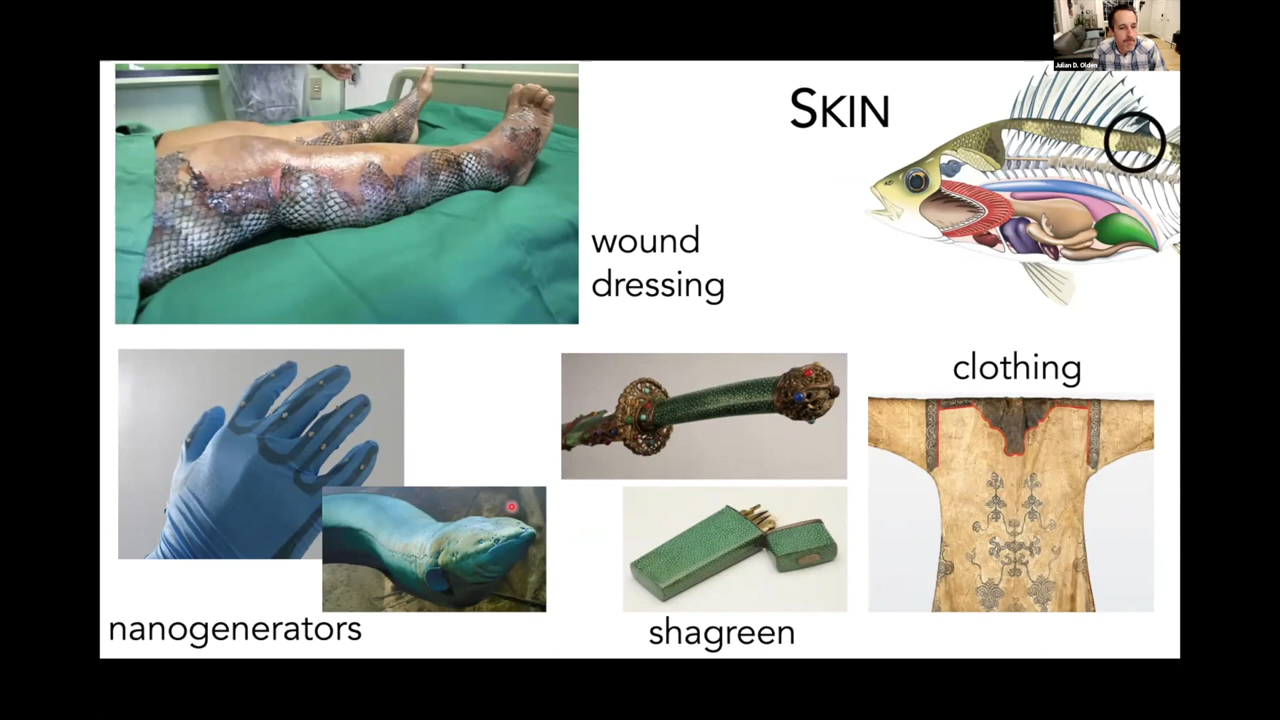 Julian D. Olden
SKIN
wound
dressing
clothing
nanogenerators
shagreen